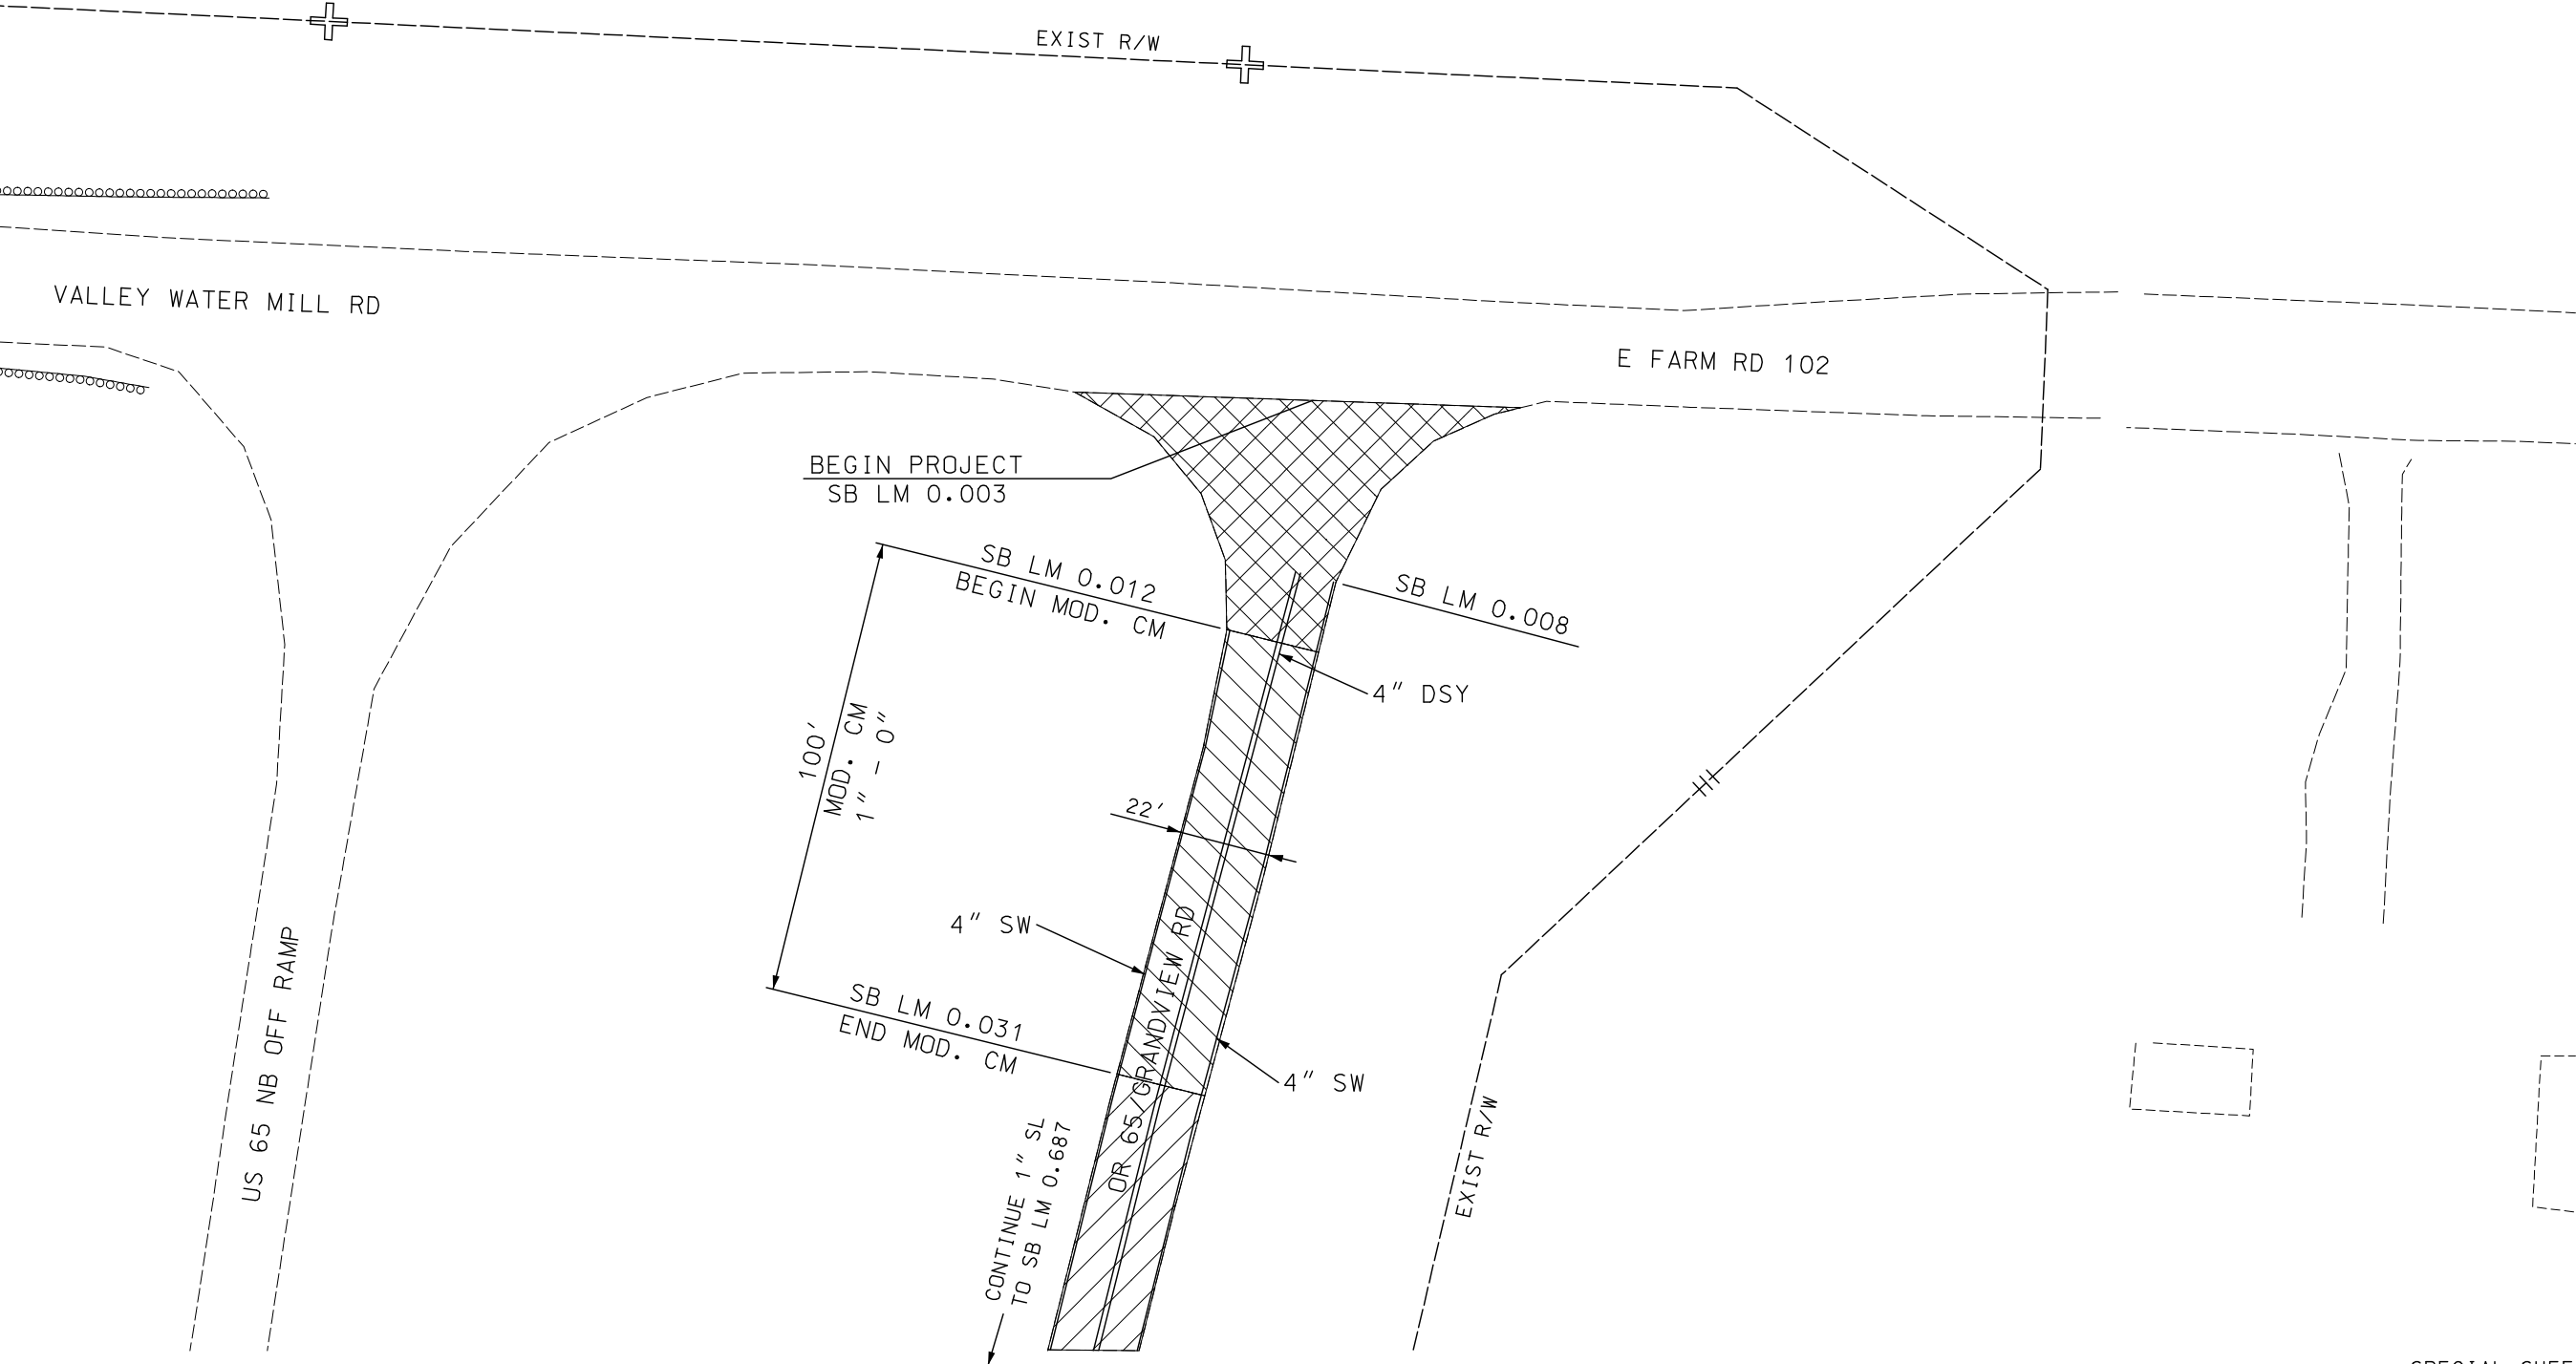 EXIST R/W
VALLEY WATER MILL RD
E FARM RD 102
BEGIN PROJECT
SB LM 0.003
SB LM 0.012
BEGIN MOD. CM
SB LM 0.008
4" DSY
100'
MOD. CM
1" - 0"
22'
4" SW
SB LM 0.031
END MOD. CM
4" SW
OR 65/GRANDVIEW RD
US 65 NB OFF RAMP
CONTINUE 1" SL
TO SB LM 0.687
EXIST R/W